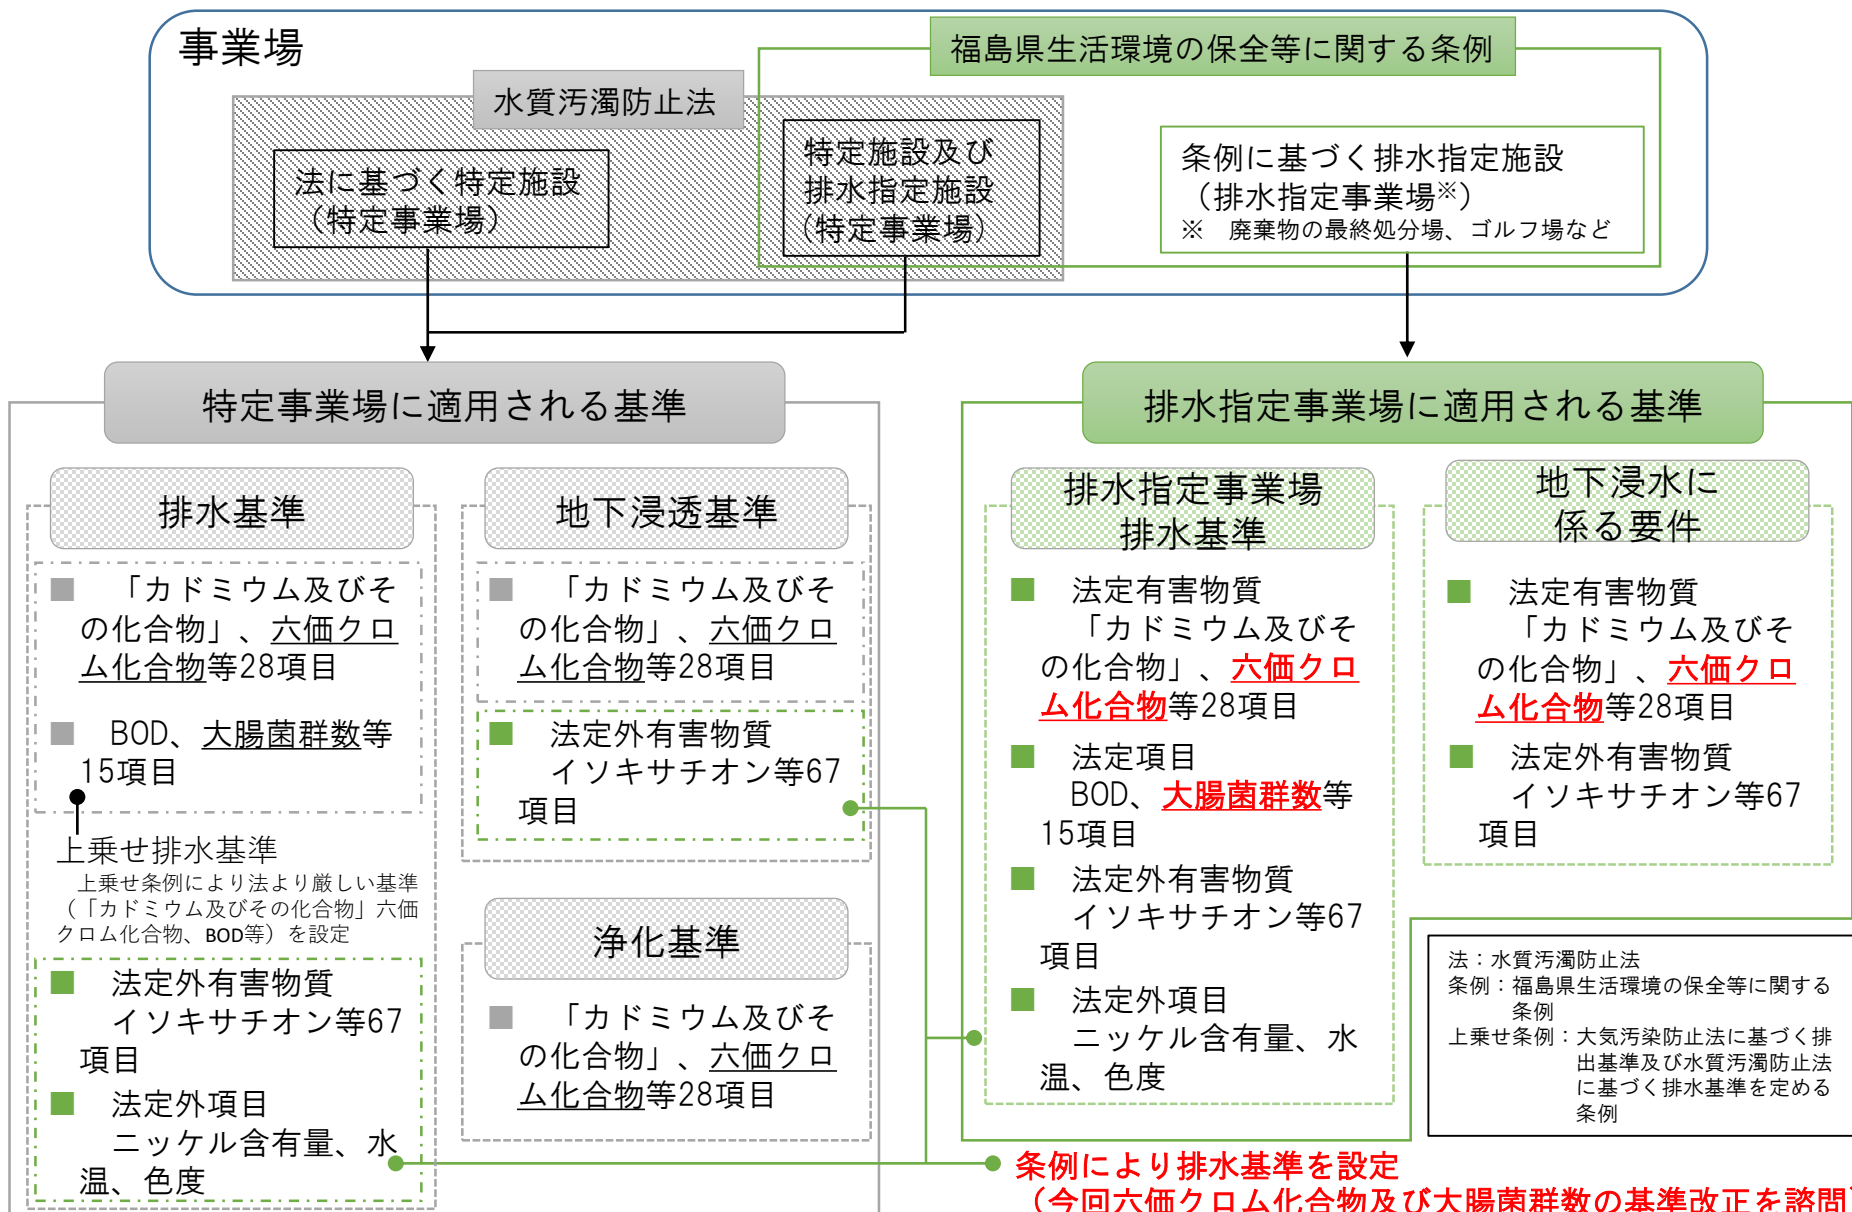 事業場
福島県生活環境の保全等に関する条例
水質汚濁防止法
法に基づく特定施設
（特定事業場）
特定施設及び
排水指定施設
（特定事業場）
条例に基づく排水指定施設
（排水指定事業場※）
※　廃棄物の最終処分場、ゴルフ場など
特定事業場に適用される基準
排水基準
■　「カドミウム及びそ
の化合物」、六価クロ
ム化合物等28項目
■　BOD、大腸菌群数等
15項目
上乗せ排水基準
上乗せ条例により法より厳しい基準
（「カドミウム及びその化合物」六価
クロム化合物、BOD等）を設定
■　法定外有害物質
イソキサチオン等67
項目
■　法定外項目
ニッケル含有量、水
温、色度
地下浸透基準
■　「カドミウム及びそ
の化合物」、六価クロ
ム化合物等28項目
■　法定外有害物質
イソキサチオン等67
項目
浄化基準
■　「カドミウム及びそ
の化合物」、六価クロ
ム化合物等28項目
排水指定事業場に適用される基準
排水指定事業場
排水基準
■　法定有害物質
「カドミウム及びそ
の化合物」、六価クロ
ム化合物等28項目
■　法定項目
BOD、大腸菌群数等
15項目
■　法定外有害物質
イソキサチオン等67
項目
■　法定外項目
ニッケル含有量、水
温、色度
地下浸水に
係る要件
■　法定有害物質
「カドミウム及びそ
の化合物」、六価クロ
ム化合物等28項目
■　法定外有害物質
イソキサチオン等67
項目
法：水質汚濁防止法
条例：福島県生活環境の保全等に関する
条例
上乗せ条例：大気汚染防止法に基づく排
出基準及び水質汚濁防止法
に基づく排水基準を定める
条例
条例により排水基準を設定
（今回六価クロム化合物及び大腸菌群数の基準改正を諮問）